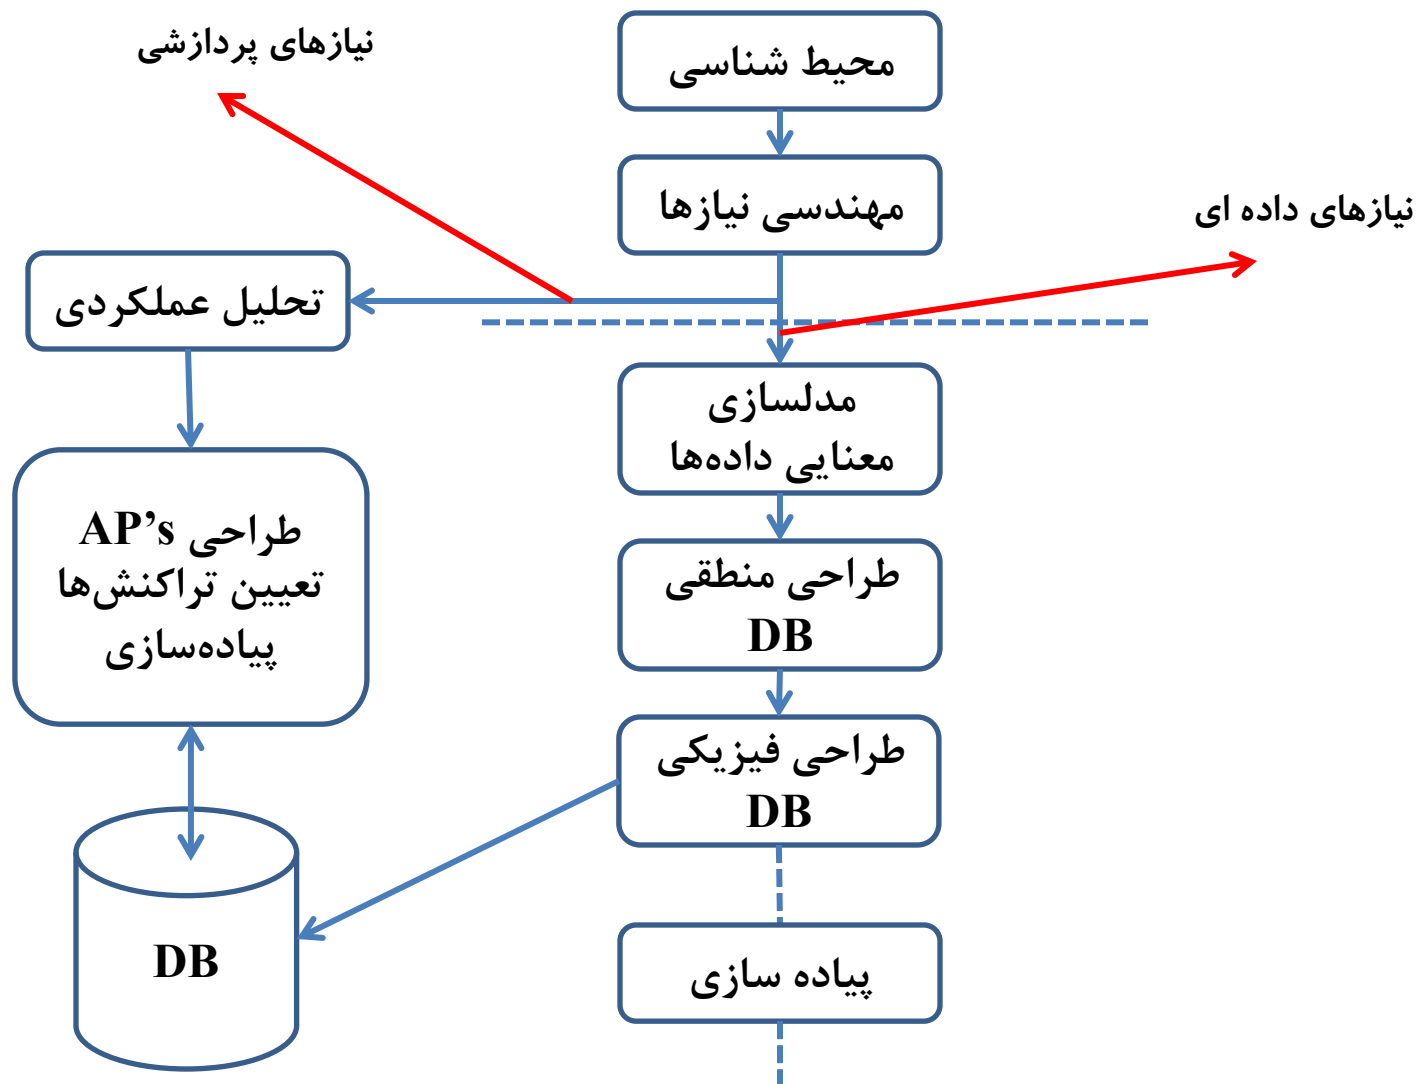 نیازهای پردازشی
محیط شناسی
مهندسی نیازها
نیازهای داده ای
تحلیل عملکردی
مدلسازی
معنایی داده‌ها
طراحی AP’s
تعیین تراکنش‌ها
پیاده‌سازی
طراحی منطقی
DB
طراحی فیزیکی
DB
DB
پیاده سازی